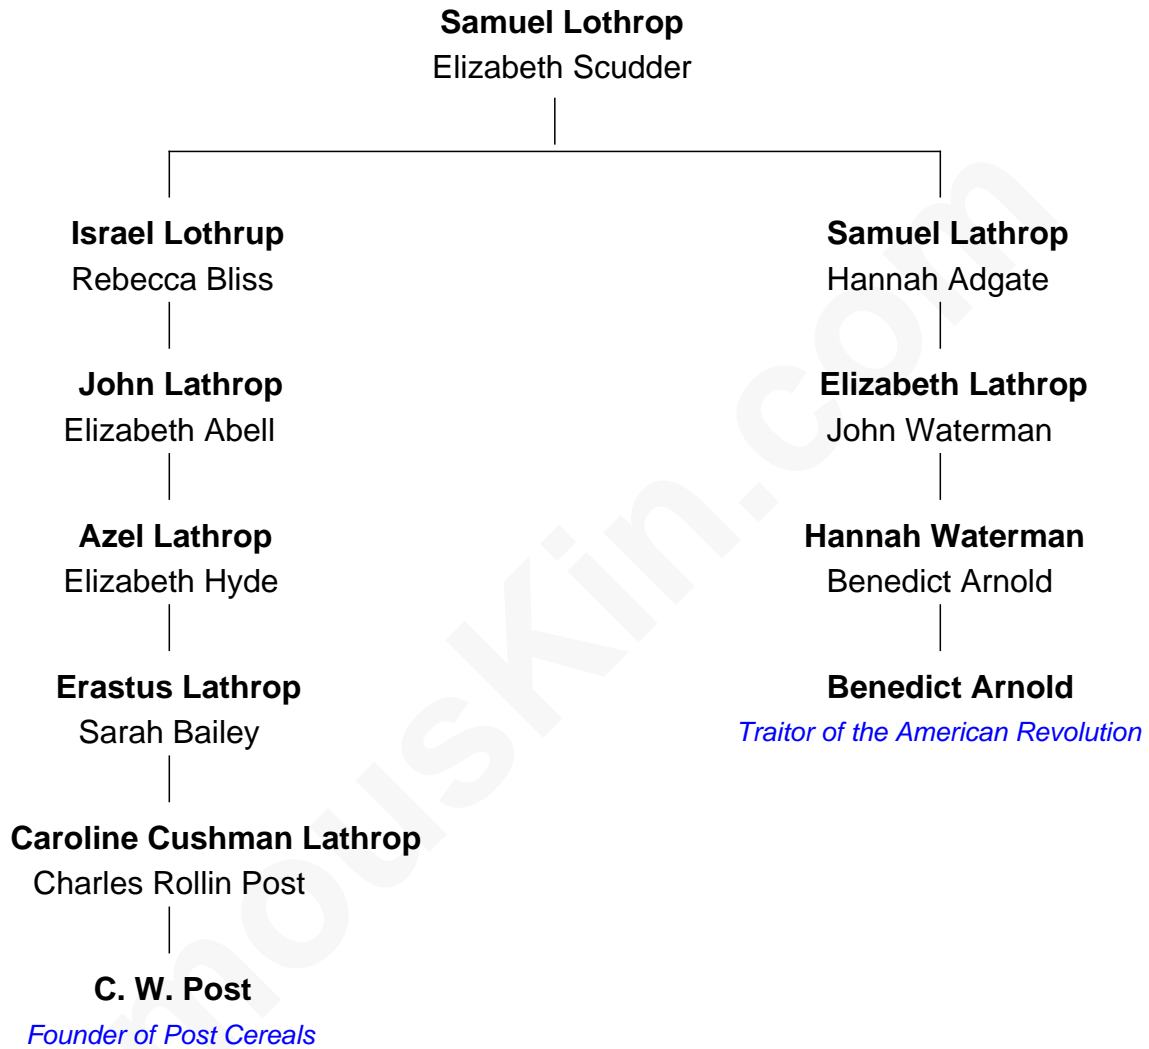 Samuel Lothrop
Elizabeth Scudder
Israel Lothrup
Rebecca Bliss
John Lathrop
Elizabeth Abell
Azel Lathrop
Elizabeth Hyde
Erastus Lathrop
Sarah Bailey
Caroline Cushman Lathrop
Charles Rollin Post
C. W. Post
Founder of Post Cereals
Samuel Lathrop
Hannah Adgate
Elizabeth Lathrop
John Waterman
Hannah Waterman
Benedict Arnold
Benedict Arnold
Traitor of the American Revolution
mouskin.com